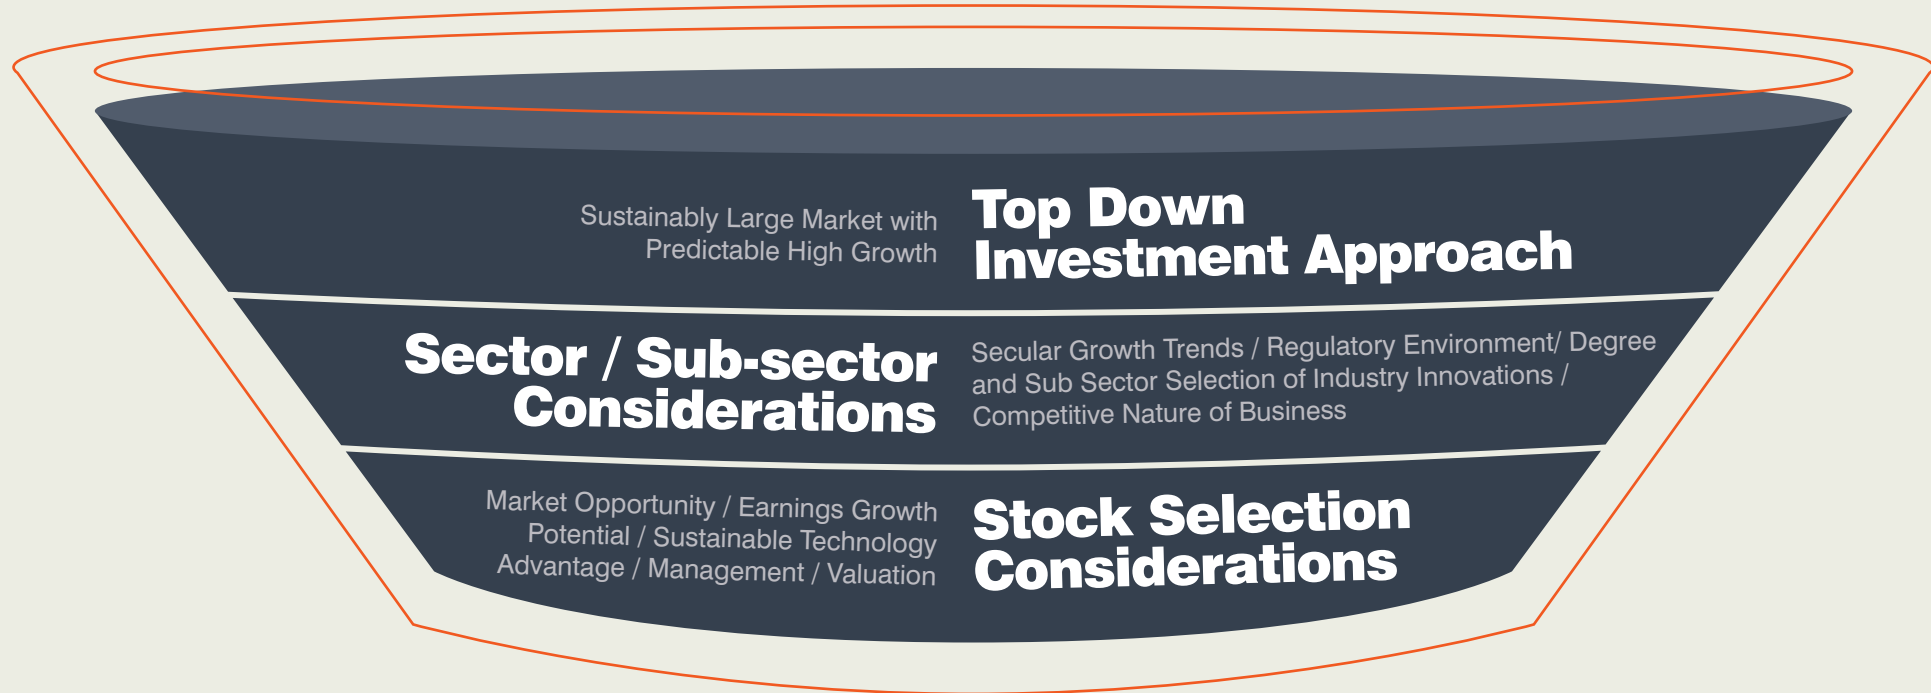 Sustainably Large Market with
Predictable High Growth
Top Down
Investment Approach
Sector / Sub-sector
Considerations
Secular Growth Trends / Regulatory Environment/ Degree
and Sub Sector Selection of Industry Innovations /
Competitive Nature of Business
Market Opportunity / Earnings Growth
Potential / Sustainable Technology
Advantage / Management / Valuation
Stock Selection
Considerations